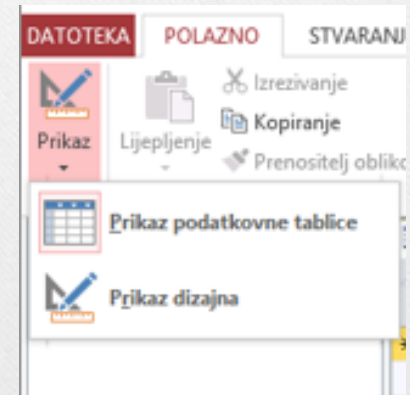 DATOTEKA POLAZNO STVARANJ
Izrezivanje
Kopiranje
Prikaz Lijepljenje
Prenositelj obliko
Prikaz podatkovne tablice
Prikaz dizajna